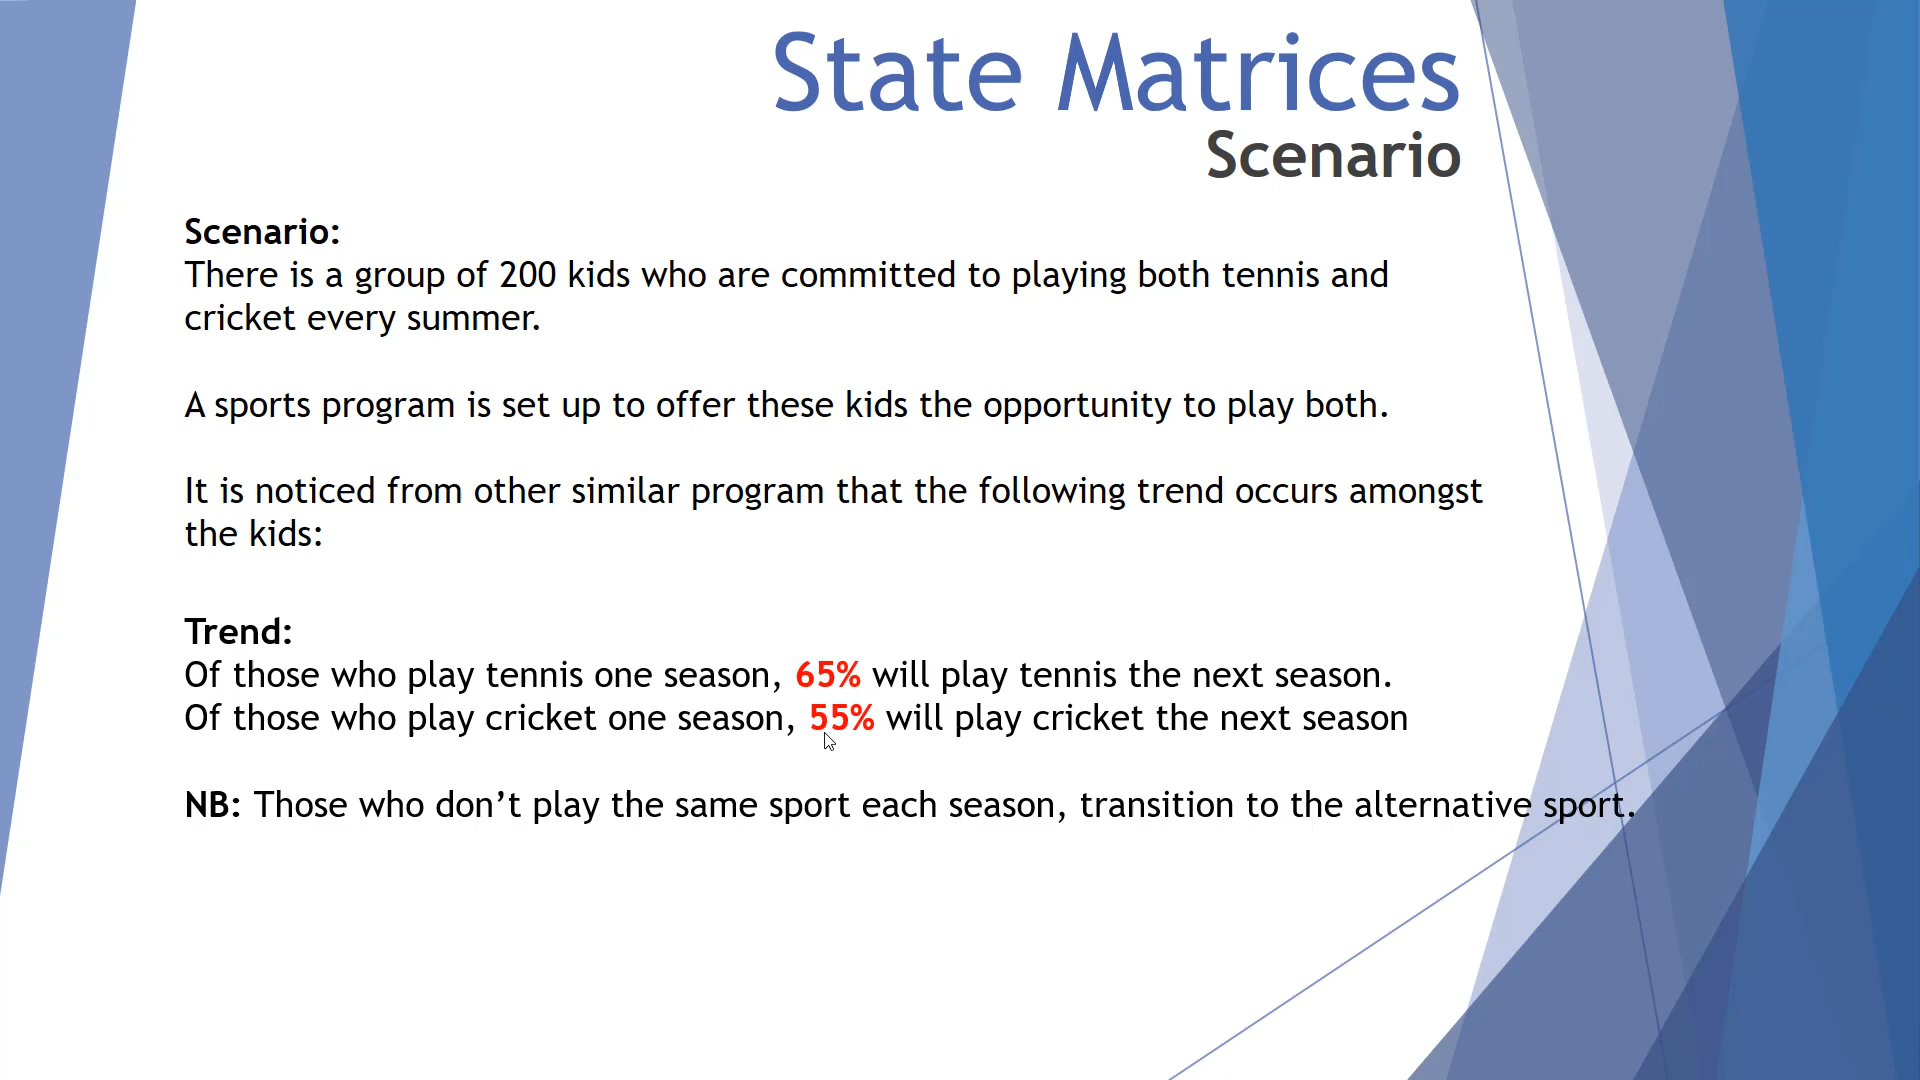 State Matrices
Scenario
Scenario:
There is a group of 200 kids who are committed to playing both tennis and
cricket every summer.
A sports program is set up to offer these kids the opportunity to play both.
It is noticed from other similar program that the following trend occurs amongst
the kids:
Trend:
Of those who play tennis one season, 65% will play tennis the next season.
Of those who play cricket one season, 55% will play cricket the next season
NB: Those who don’t play the same sport each season, transition to the alternative sport.